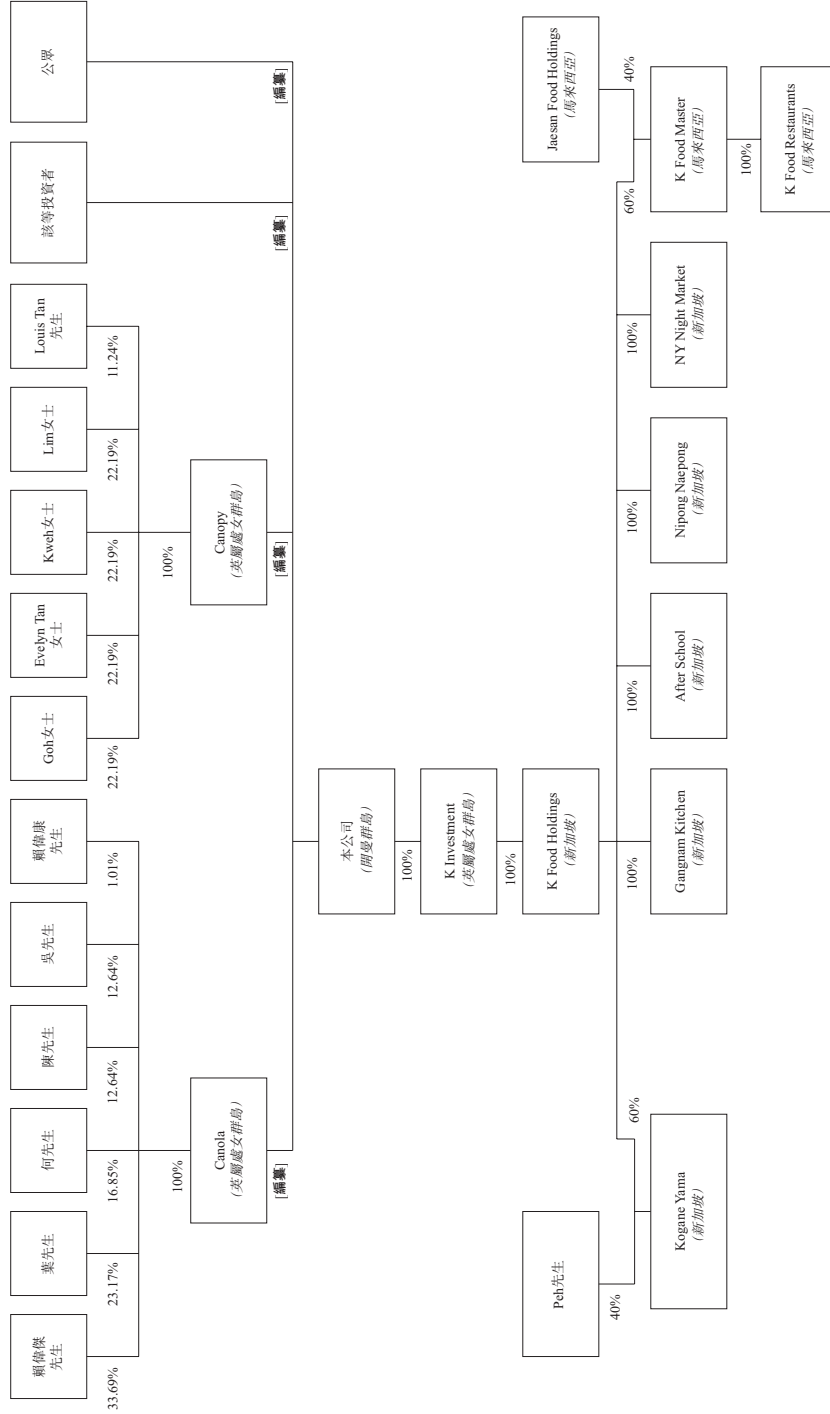 賴偉傑
先生
葉先生
何先生
陳先生
吳先生
賴偉康
先生
Goh女士
Evelyn Tan
女士
Kweh女士
Lim女士
Louis Tan
先生
該等投資者
公眾
33.69%
23.17%
16.85%
12.64%
12.64%
1.01%
22.19%
22.19%
22.19%
22.19%
11.24%
100%
100%
Canola
(英屬處女群島)
Canopy
(英屬處女群島)
[編纂]
[編纂]
[編纂]
[編纂]
本公司
(開曼群島)
100%
K Investment
(英屬處女群島)
100%
K Food Holdings
(新加坡)
Peh先生
Jaesan Food Holdings
(馬來西亞)
40%
60%
100%
100%
100%
100%
60%
40%
Kogane Yama
(新加坡)
Gangnam Kitchen
(新加坡)
After School
(新加坡)
Nipong Naepong
(新加坡)
NY Night Market
(新加坡)
K Food Master
(馬來西亞)
100%
K Food Restaurants
(馬來西亞)